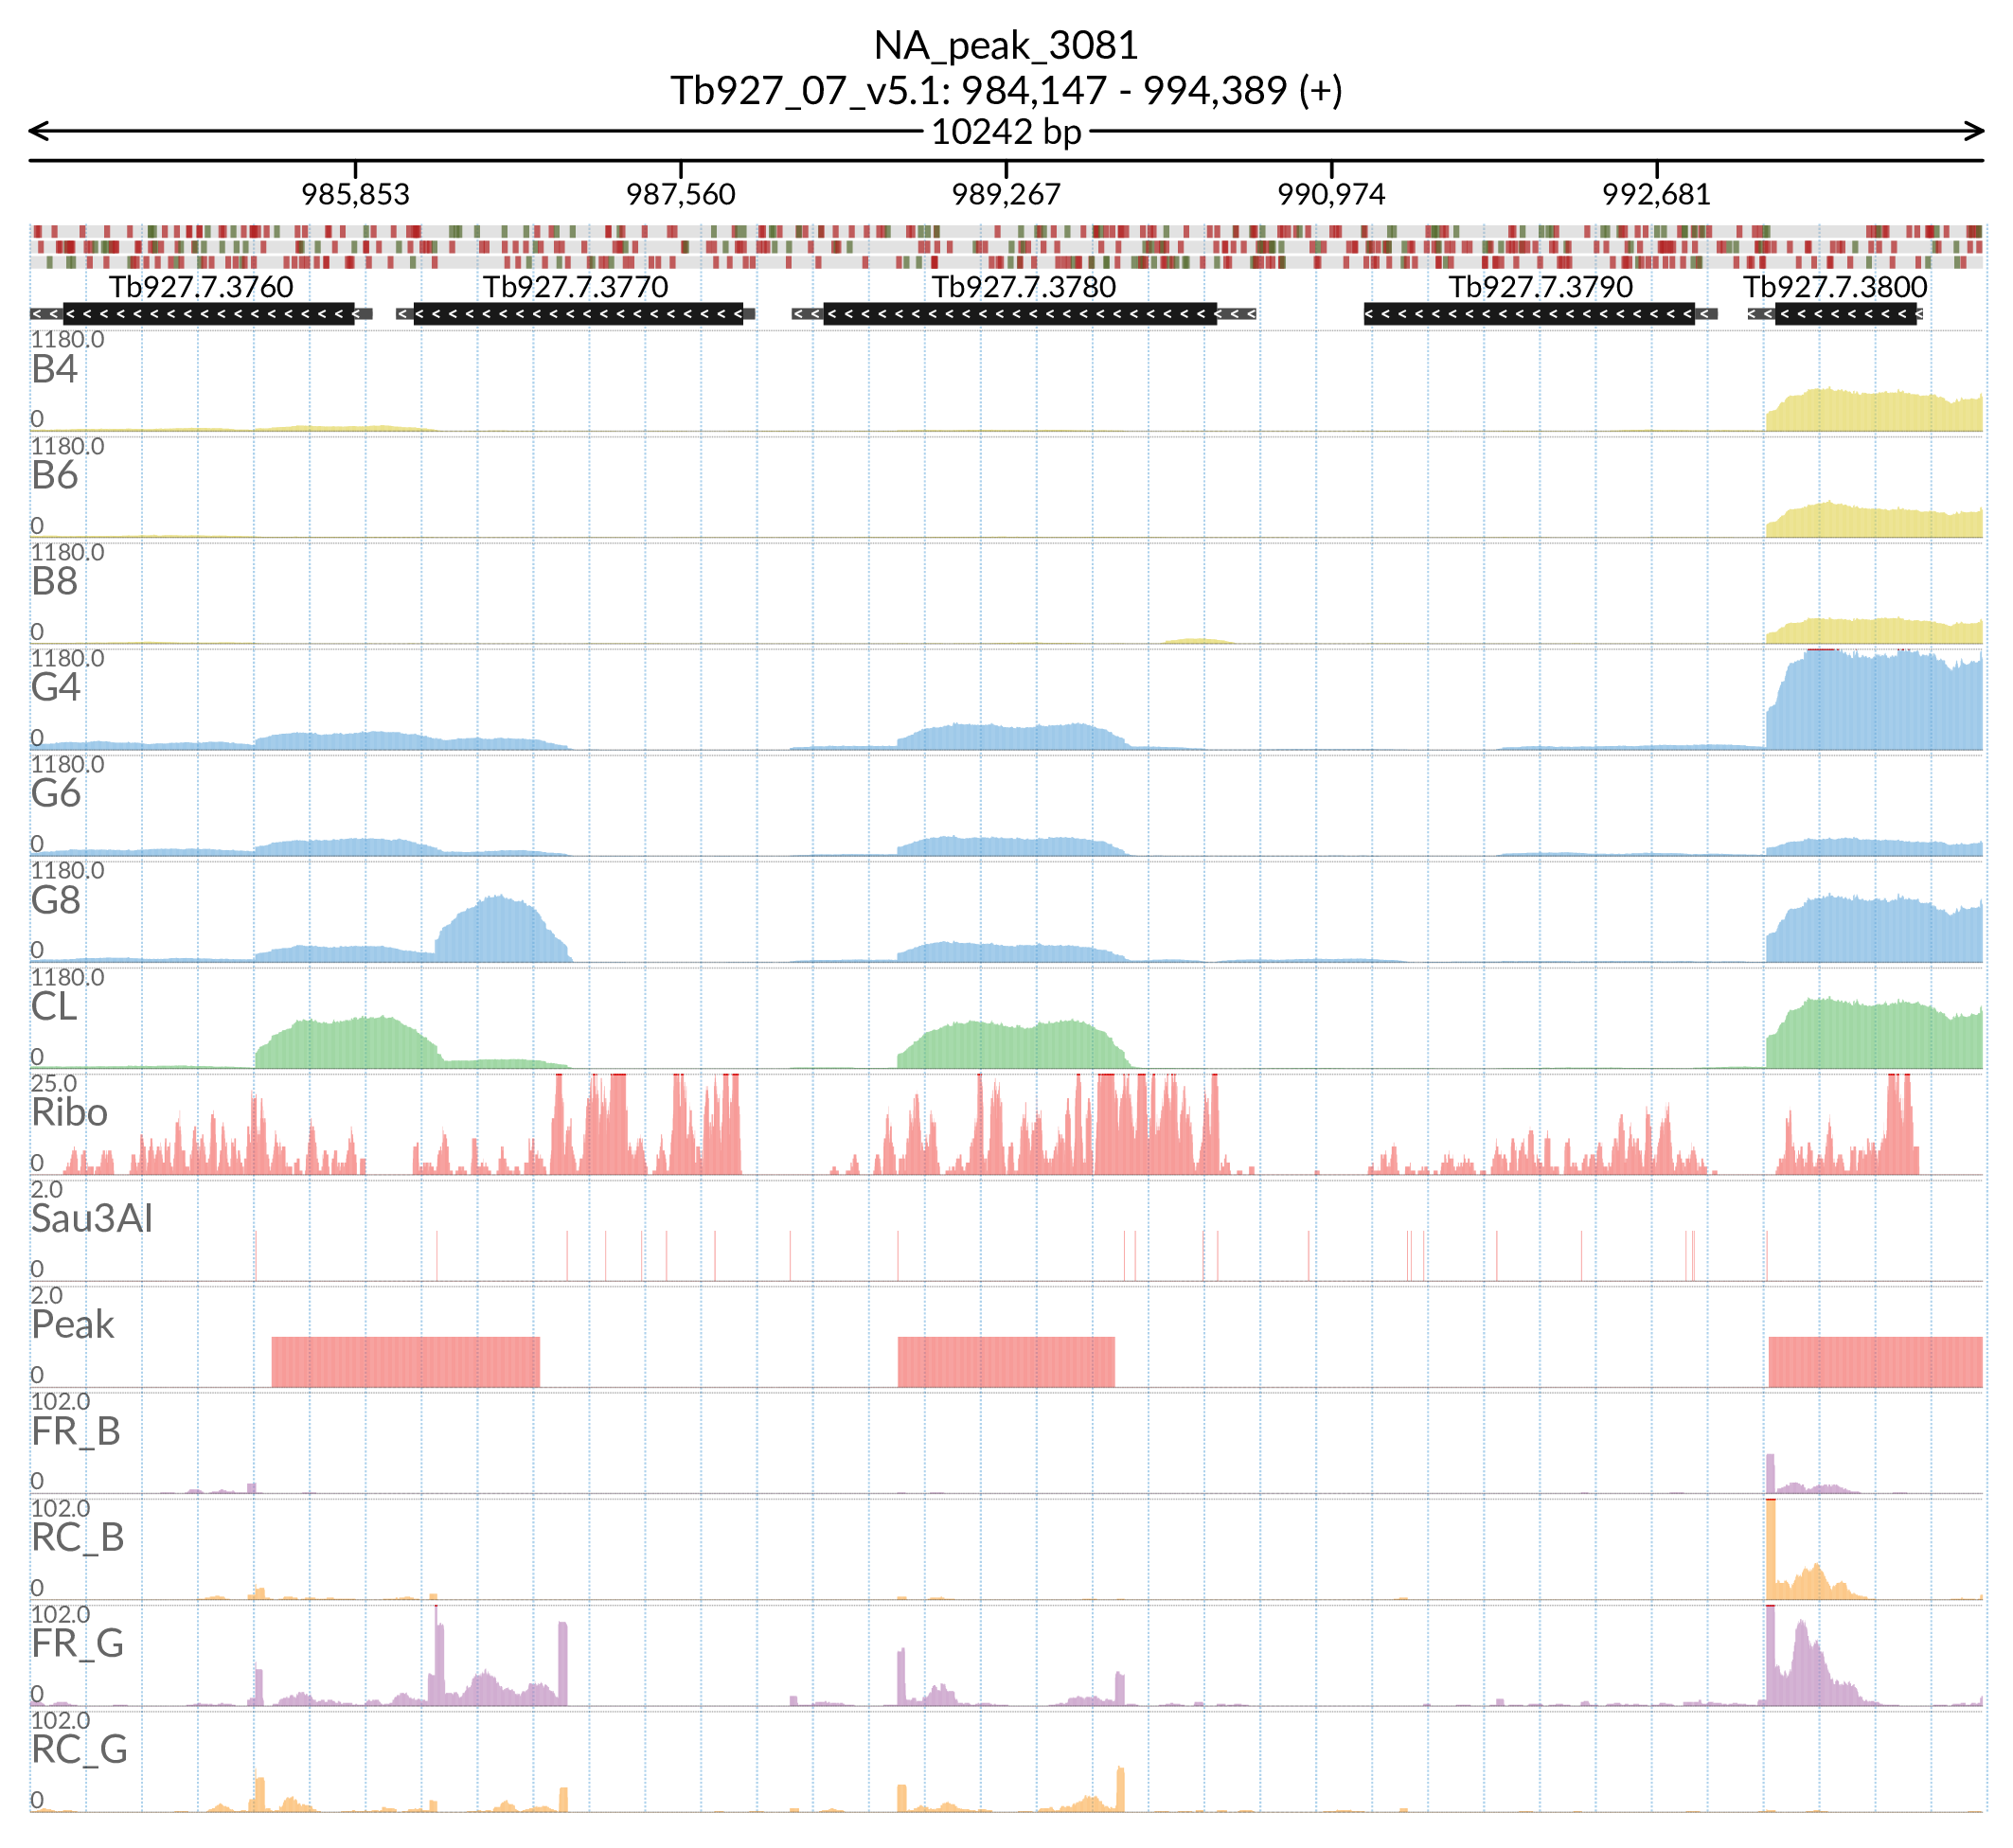 NA_peak_3081
Tb927_07_v5.1: 984,147 - 994,389 (+)
10242 bp
985,853 987,560 989,267 990,974 992,681
Tb927.7.3760 Tb927.7.3770 Tb927.7.3780 Tb927.7.3790 Tb927.7.3800
1180.0
B4
0
1180.0
B6
0
1180.0
B8
0
1180.0
G4
0
1180.0
G6
0
1180.0
G8
0
1180.0
CL
0
25.0
Ribo
0
2.0
Sau3AI
0
2.0
Peak
0
102.0
FR_B
0
102.0
RC_B
0
102.0
FR_G
0
102.0
RC_G
0